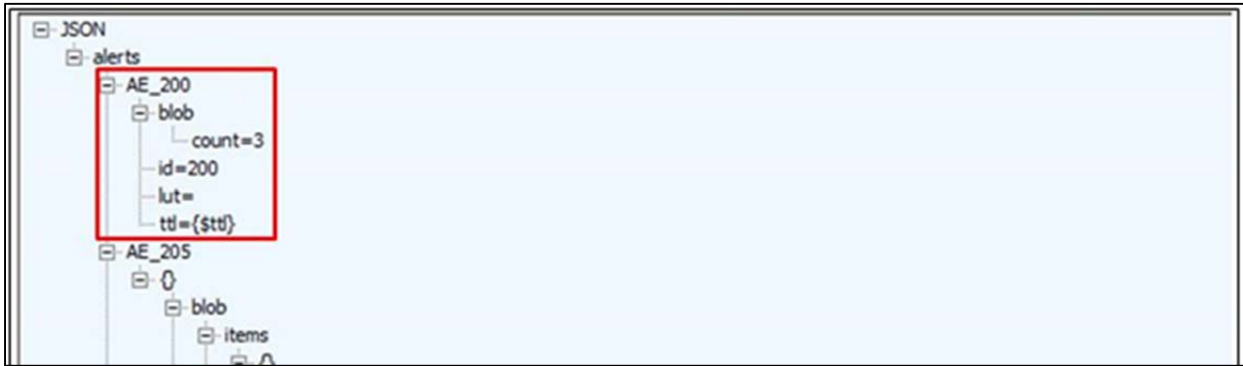 JSON
alerts
AE_200
blob
count=3
id=200
lut=
ttl={$ttl}
AE_205
{}
blob
items
{}